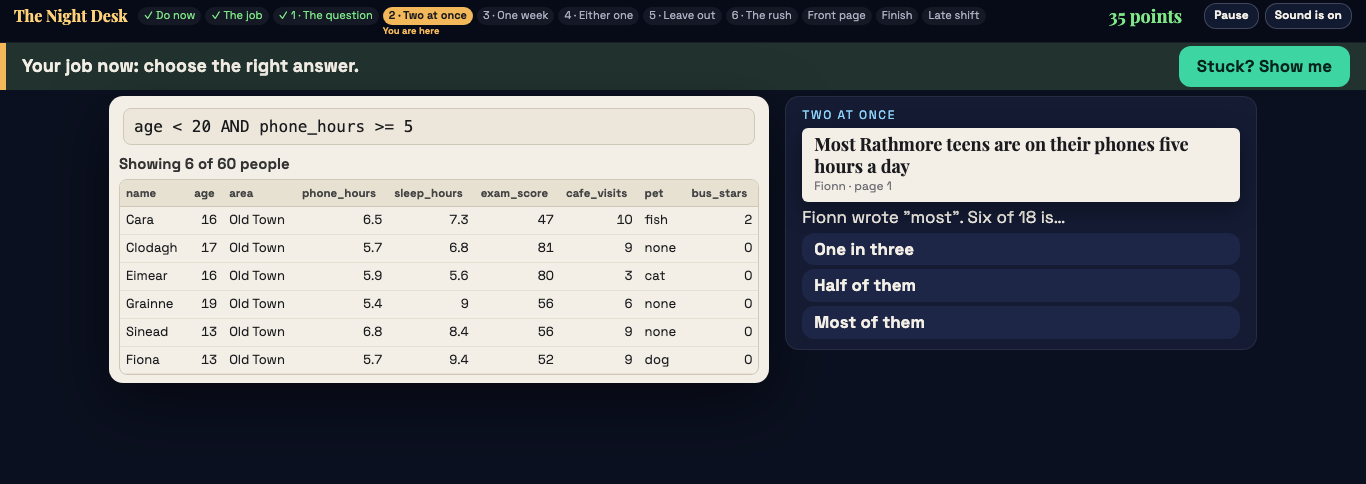 The Night Desk ✓ Do now ✓ The job ✓ 1 · The question 2 · Two at once 3 · One week 4 · Either one 5 · Leave out 6 · The rush Front page Finish Late shift 35 points Pause Sound is on
You are here
Your job now: choose the right answer. Stuck? Show me
age < 20 AND phone_hours >= 5
Showing 6 of 60 people
name age area phone_hours sleep_hours exam_score cafe_visits pet bus_stars
Cara 16 Old Town 6.5 7.3 47 10 fish 2
Clodagh 17 Old Town 5.7 6.8 81 9 none 0
Eimear 16 Old Town 5.9 5.6 80 3 cat 0
Grainne 19 Old Town 5.4 9 56 6 none 0
Sinead 13 Old Town 6.8 8.4 56 9 none 0
Fiona 13 Old Town 5.7 9.4 52 9 dog 0
TWO AT ONCE
Most Rathmore teens are on their phones five
hours a day
Fionn · page 1
Fionn wrote "most". Six of 18 is...
One in three
Half of them
Most of them